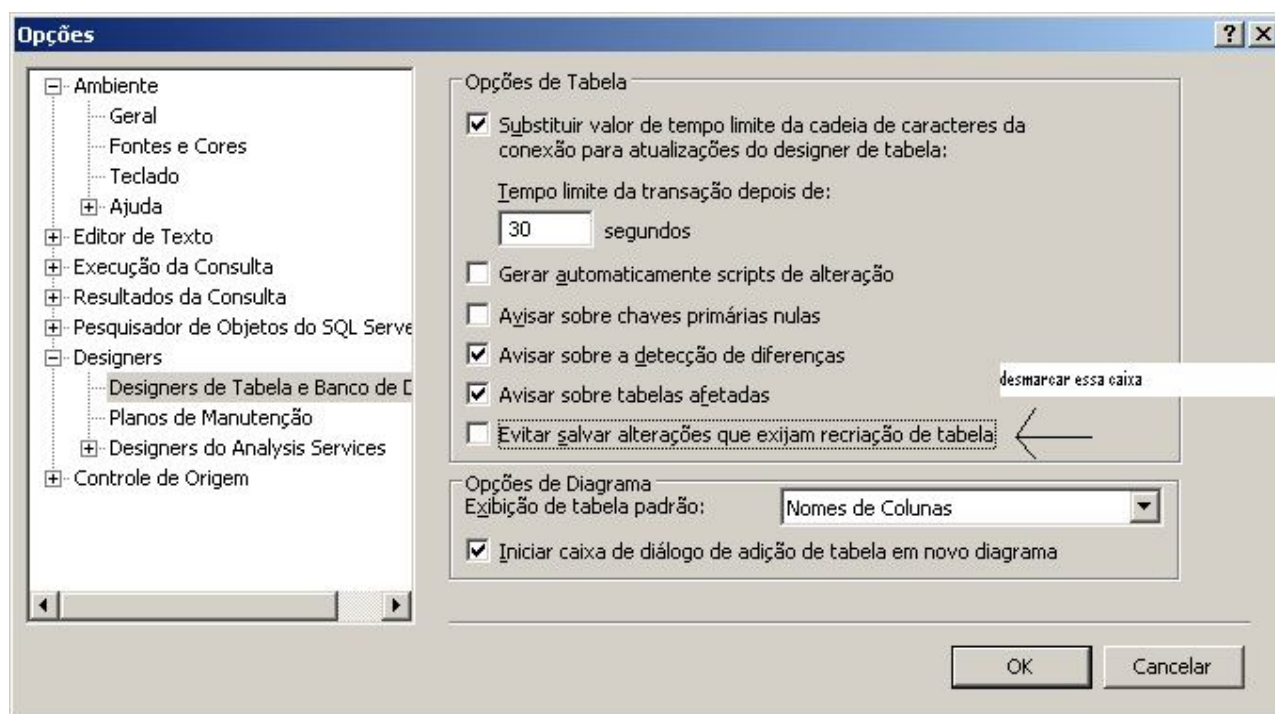 Opções
Ambiente
Geral
Fontes e Cores
Teclado
Ajuda
Editor de Texto
Execução da Consulta
Resultados da Consulta
Pesquisador de Objetos do SQL Serve
Designers
Designers de Tabela e Banco de D
Planos de Manutenção
Designers do Analysis Services
Controle de Origem
Opções de Tabela
Substituir valor de tempo limite da cadeia de caracteres da
conexão para atualizações do designer de tabela:
Tempo limite da transação depois de:
30 segundos
Gerar automaticamente scripts de alteração
Avisar sobre chaves primárias nulas
Avisar sobre a detecção de diferenças
desmarcar essa caixa
Avisar sobre tabelas afetadas
Evitar salvar alterações que exijam recriação de tabela
Opções de Diagrama
Exibição de tabela padrão: Nomes de Colunas
Iniciar caixa de diálogo de adição de tabela em novo diagrama
OK Cancelar